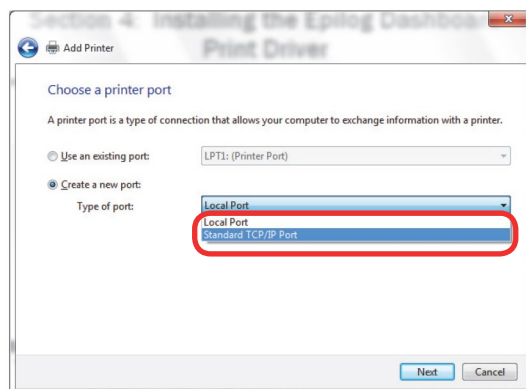 Section 4: Installing the Epilog Dashboard
Print Driver
Add Printer
Choose a printer port
A printer port is a type of connection that allows your computer to exchange information with a printer.
Use an existing port:
LPT1: (Printer Port)
Create a new port:
Type of port:
Local Port
Local Port
Standard TCP/IP Port
Next
Cancel